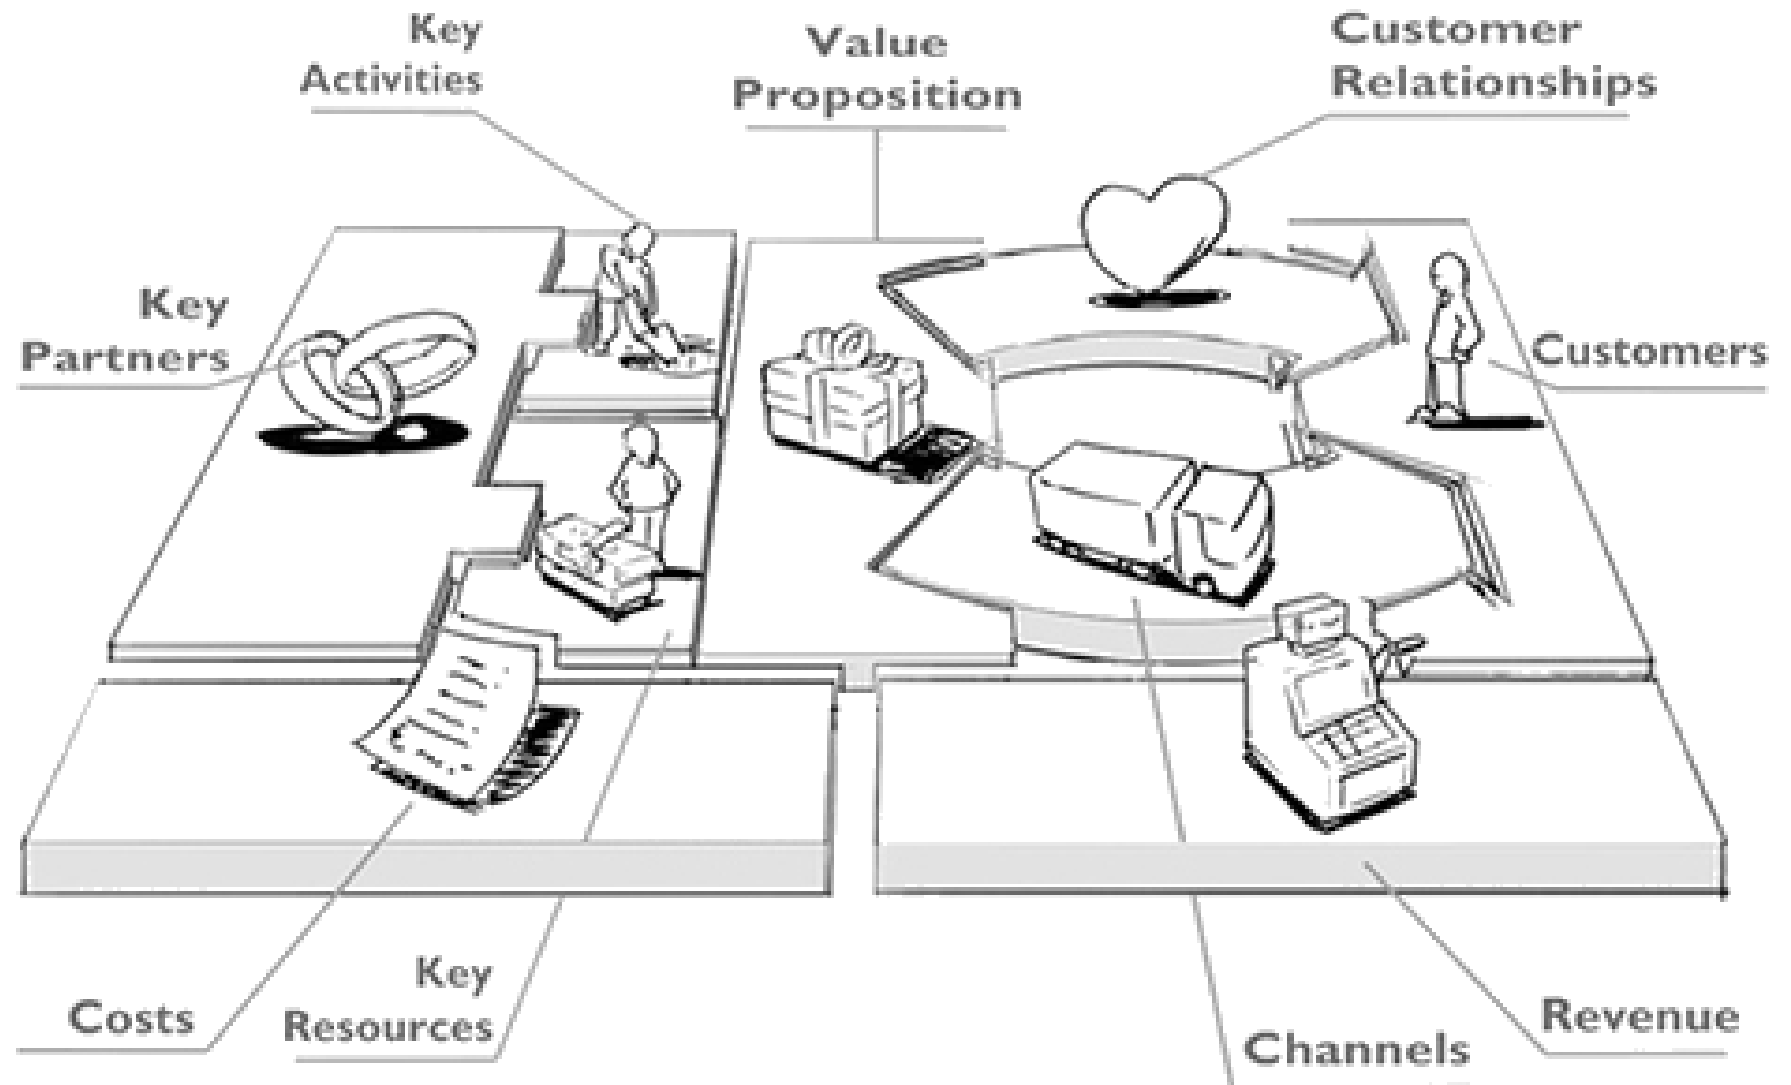 Key
Activities
Value
Proposition
Customer
Relationships
Key
Partners
Customers
Costs
Key
Resources
Channels
Revenue